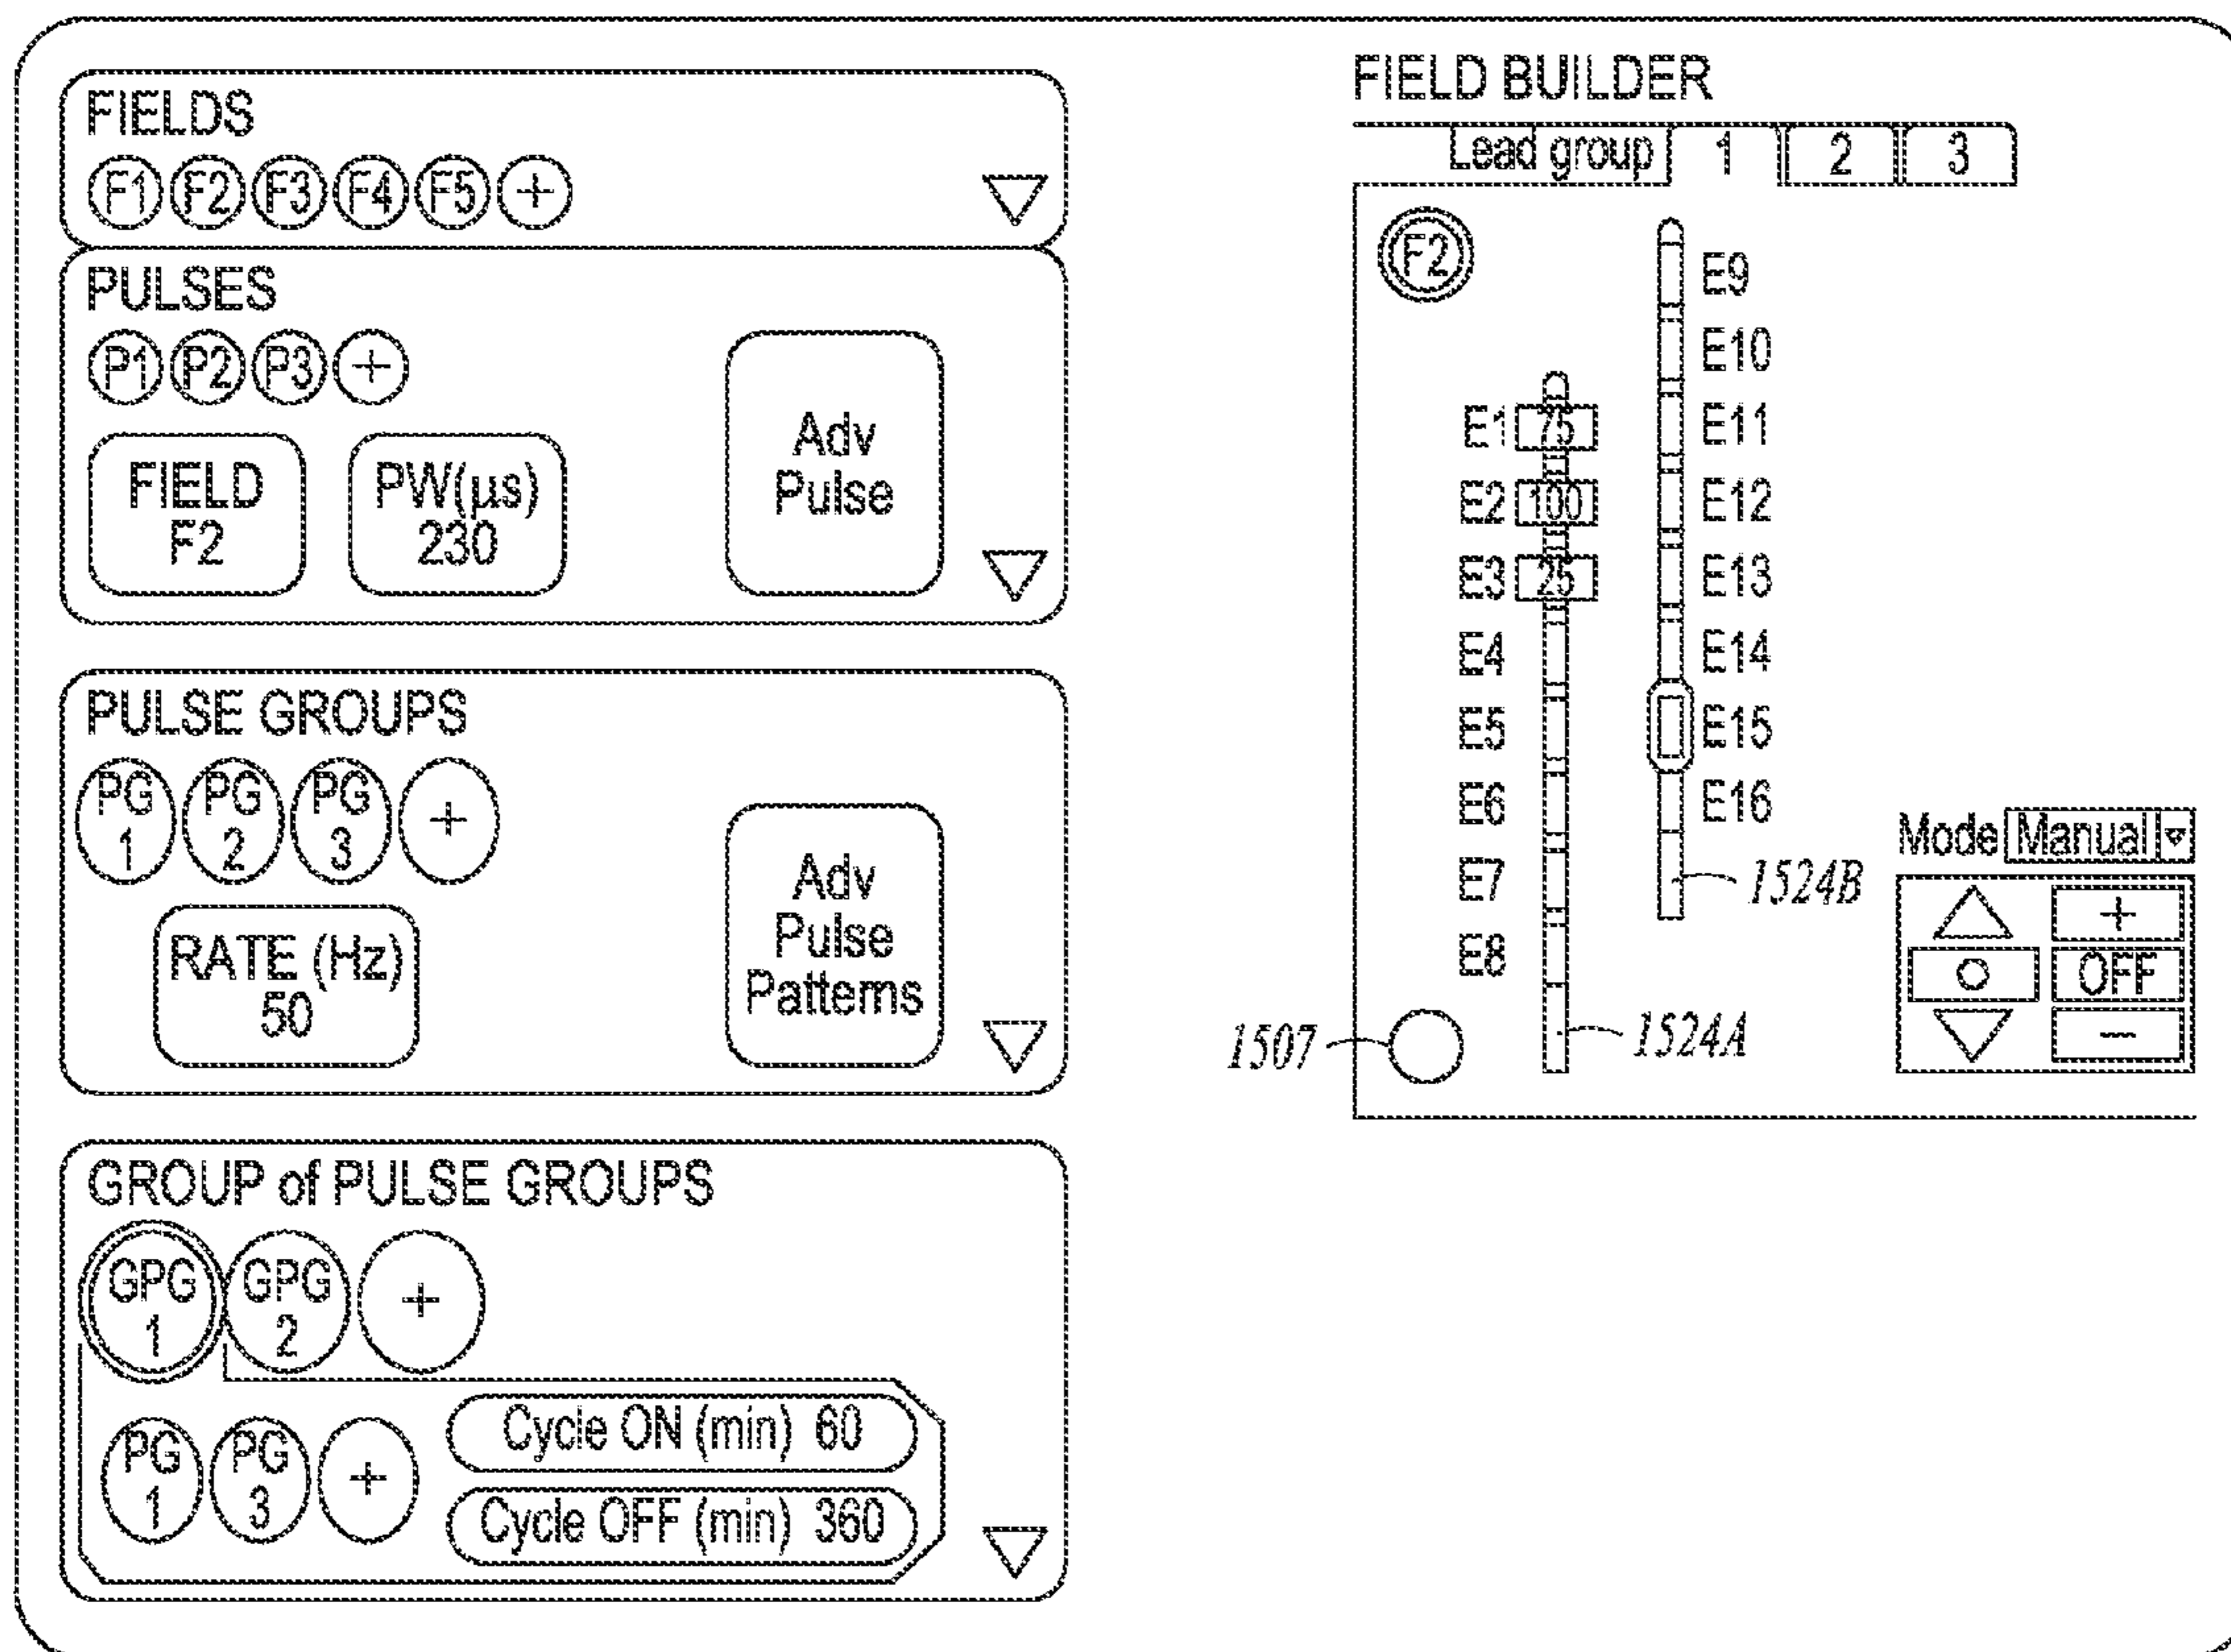 FIELDS
F1 F2 F3 F4 F5 +
PULSES
P1 P2 P3 +
FIELD
F2
PW(µs)
230
Adv
Pulse
PULSE GROUPS
PG
1
PG
2
PG
3
+
RATE (Hz)
50
Adv
Pulse
Patterns
GROUP of PULSE GROUPS
GPG
1
GPG
2
+
PG
1
PG
3
+
Cycle ON (min) 60
Cycle OFF (min) 360
FIELD BUILDER
Lead group 1 2 3
F2
E1 75
E2 100
E3 25
E4
E5
E6
E7
E8
E9
E10
E11
E12
E13
E14
E15
E16
1524B
1507
1524A
Mode Manual
+
OFF
−